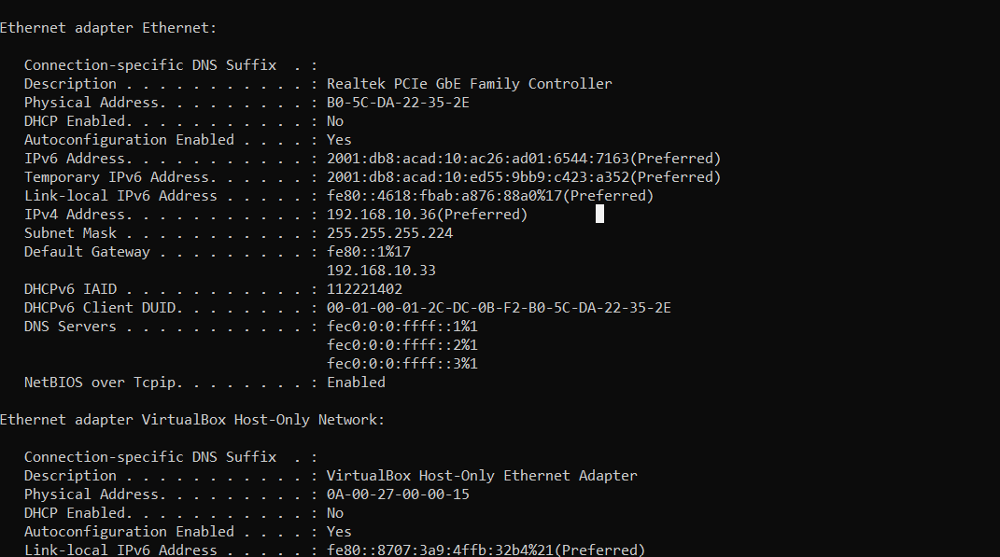 Ethernet adapter Ethernet:
Connection-specific DNS Suffix  . :
Description . . . . . . . . . . . : Realtek PCIe GbE Family Controller
Physical Address. . . . . . . . . : B0-5C-DA-22-35-2E
DHCP Enabled. . . . . . . . . . . : No
Autoconfiguration Enabled . . . . : Yes
IPv6 Address. . . . . . . . . . . : 2001:db8:acad:10:ac26:ad01:6544:7163(Preferred)
Temporary IPv6 Address. . . . . . : 2001:db8:acad:10:ed55:9bb9:c423:a352(Preferred)
Link-local IPv6 Address . . . . . : fe80::4618:fbab:a876:88a0%17(Preferred)
IPv4 Address. . . . . . . . . . . : 192.168.10.36(Preferred)
Subnet Mask . . . . . . . . . . . : 255.255.255.224
Default Gateway . . . . . . . . . : fe80::1%17
192.168.10.33
DHCPv6 IAID . . . . . . . . . . . : 112221402
DHCPv6 Client DUID. . . . . . . . : 00-01-00-01-2C-DC-0B-F2-B0-5C-DA-22-35-2E
DNS Servers . . . . . . . . . . . : fec0:0:0:ffff::1%1
fec0:0:0:ffff::2%1
fec0:0:0:ffff::3%1
NetBIOS over Tcpip. . . . . . . . : Enabled
Ethernet adapter VirtualBox Host-Only Network:
Connection-specific DNS Suffix  . :
Description . . . . . . . . . . . : VirtualBox Host-Only Ethernet Adapter
Physical Address. . . . . . . . . : 0A-00-27-00-00-15
DHCP Enabled. . . . . . . . . . . : No
Autoconfiguration Enabled . . . . : Yes
Link-local IPv6 Address . . . . . : fe80::8707:3a9:4ffb:32b4%21(Preferred)